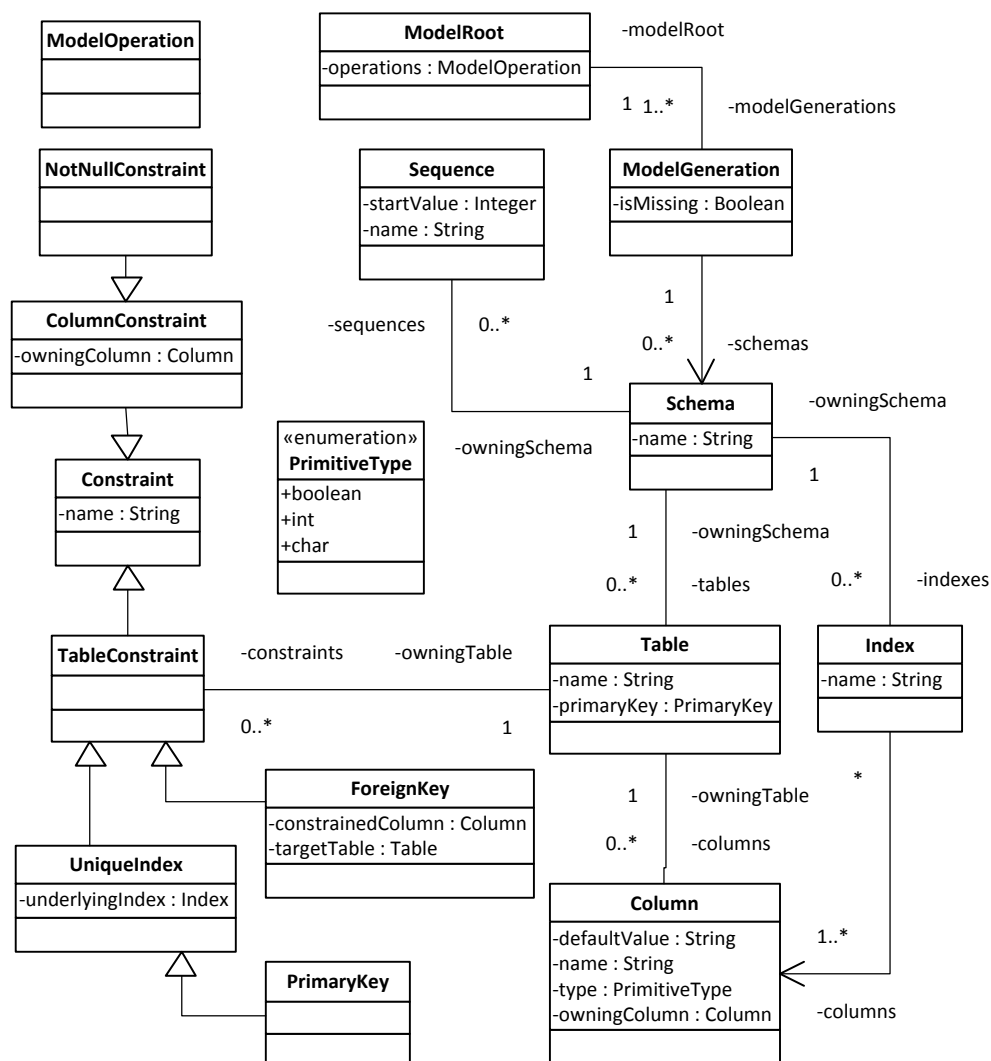 ModelOperation
ModelRoot
-operations : ModelOperation
-modelRoot
1
1..*
-modelGenerations
NotNullConstraint
Sequence
-startValue : Integer
-name : String
ModelGeneration
-isMissing : Boolean
ColumnConstraint
-owningColumn : Column
-sequences
0..*
1
1
0..*
-schemas
Schema
-name : String
-owningSchema
-owningSchema
1
Constraint
-name : String
«enumeration»
PrimitiveType
+boolean
+int
+char
1
-owningSchema
0..*
-tables
0..*
-indexes
TableConstraint
-constraints
-owningTable
0..*
1
Table
-name : String
-primaryKey : PrimaryKey
Index
-name : String
ForeignKey
-constrainedColumn : Column
-targetTable : Table
1
-owningTable
0..*
-columns
*
UniqueIndex
-underlyingIndex : Index
Column
-defaultValue : String
-name : String
-type : PrimitiveType
-owningColumn : Column
1..*
-columns
PrimaryKey